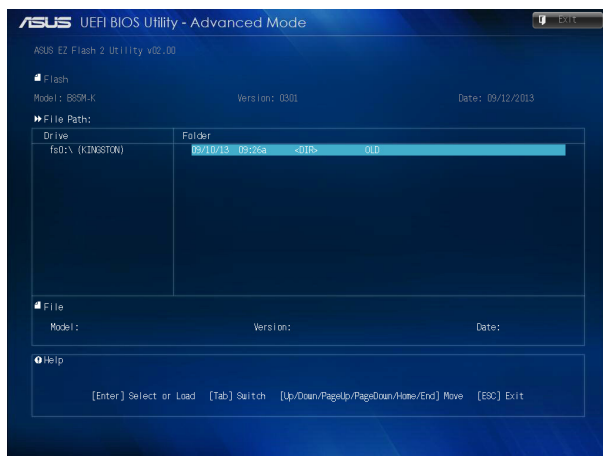 ASUS UEFI BIOS Utility - Advanced Mode Exit
ASUS EZ Flash 2 Utility v02.00
Flash
Model: B85M-K Version: 0301 Date: 09/12/2013
File Path:
Drive Folder
fs0:\ (KINGSTON) 09/10/13 09:26a <DIR> OLD
File
Model: Version: Date:
Help
[Enter] Select or Load [Tab] Switch [Up/Down/PageUp/PageDown/Home/End] Move [ESC] Exit